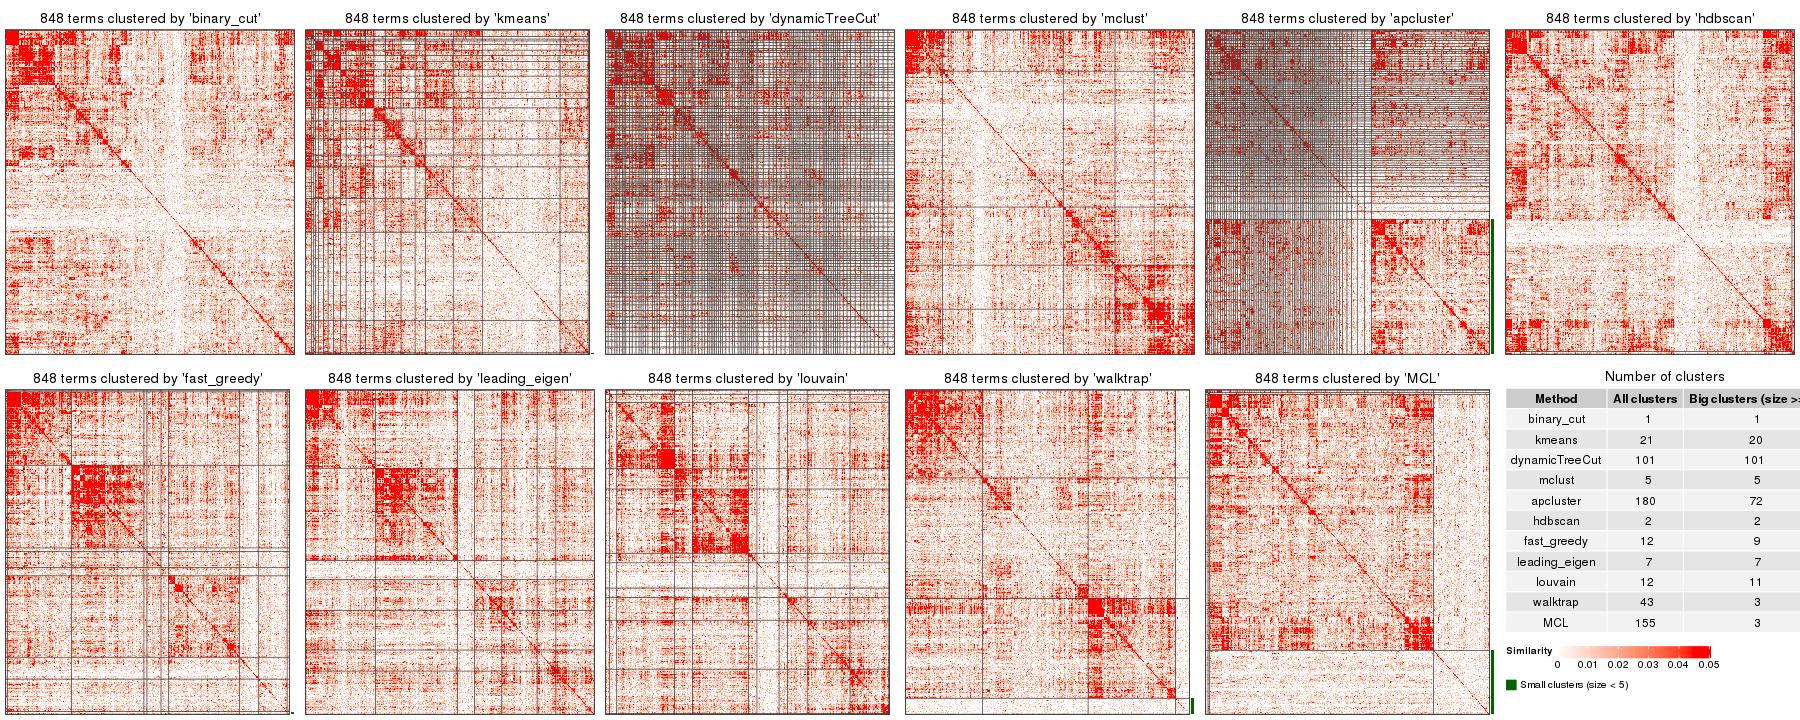 848 terms clustered by 'binary_cut'
848 terms clustered by 'kmeans'
848 terms clustered by 'dynamicTreeCut'
848 terms clustered by 'mclust'
848 terms clustered by 'apcluster'
848 terms clustered by 'hdbscan'
848 terms clustered by 'fast_greedy'
848 terms clustered by 'leading_eigen'
848 terms clustered by 'louvain'
848 terms clustered by 'walktrap'
848 terms clustered by 'MCL'
Number of clusters
Method All clusters Big clusters (size >
binary_cut 1 1
kmeans 21 20
dynamicTreeCut 101 101
mclust 5 5
apcluster 180 72
hdbscan 2 2
fast_greedy 12 9
leading_eigen 7 7
louvain 12 11
walktrap 43 3
MCL 155 3
Similarity
0 0.01 0.02 0.03 0.04 0.05
Small clusters (size < 5)